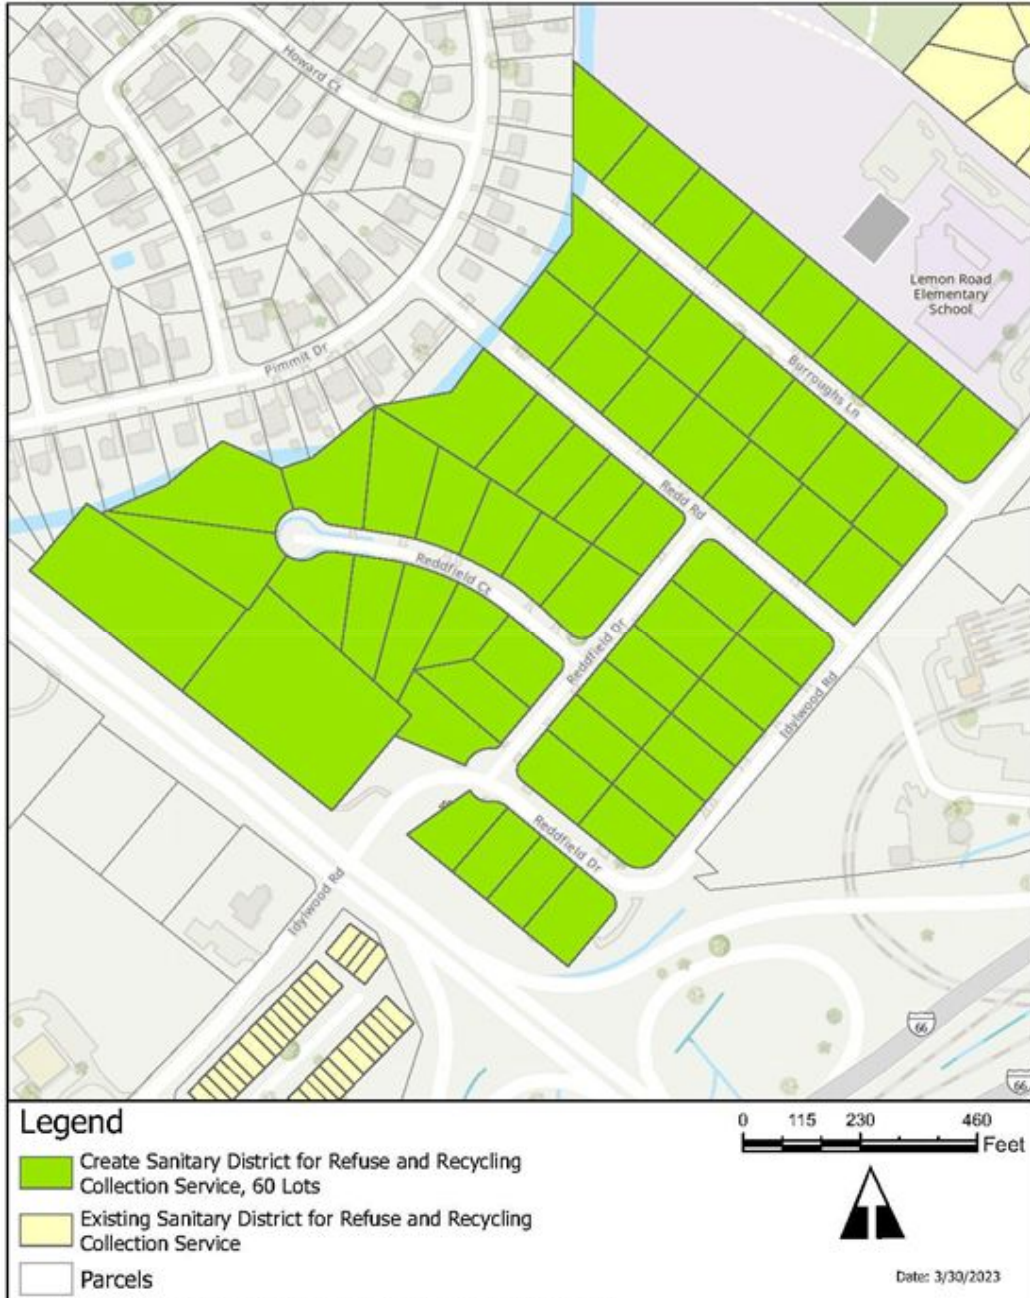 Howard Ct
Lemon Road
Elementary
School
Pimmit Dr
Burroughs Ln
Redd Rd
Reddfield Ct
Reddfield Dr
Idylwood Rd
Reddfield Dr
Idylwood Rd
66
66
Legend
Create Sanitary District for Refuse and Recycling
Collection Service, 60 Lots
Existing Sanitary District for Refuse and Recycling
Collection Service
Parcels
0 115 230 460
Feet
Date: 3/30/2023